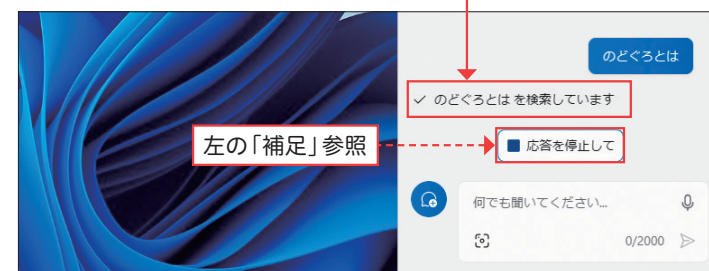 のどぐろとは
✓ のどぐろとは を検索しています
左の「補足」参照
応答を停止して
何でも聞いてください...
0/2000